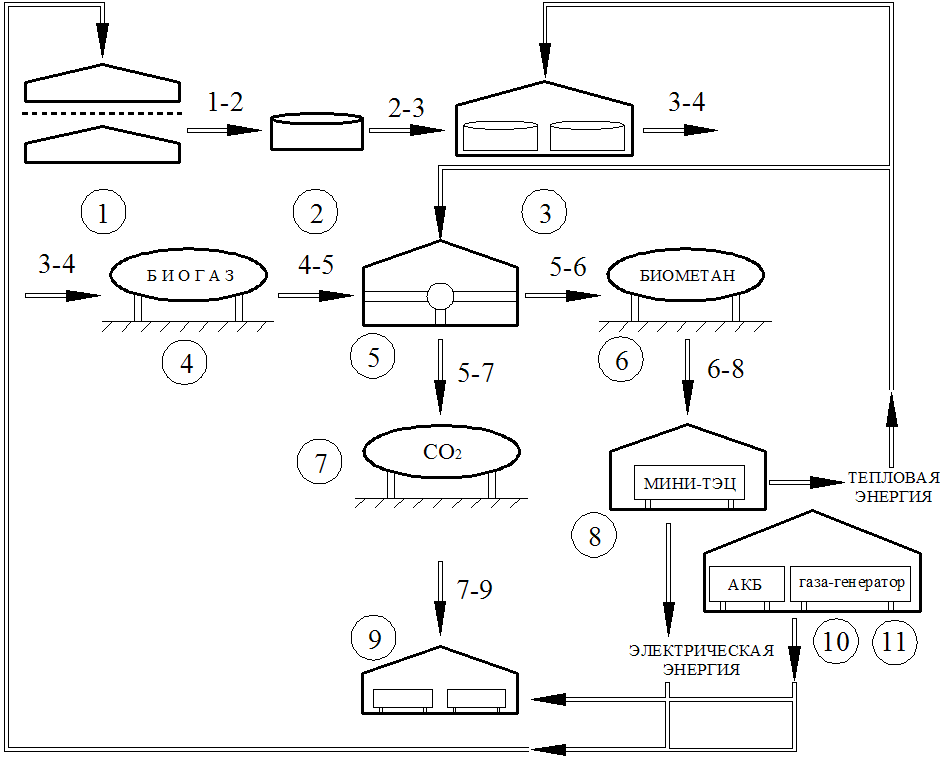 1-2
2-3
3-4
1
2
3
3-4
БИОГАЗ
4-5
5-6
БИОМЕТАН
4
5
6
5-7
6-8
7
CO₂
МИНИ-ТЭЦ
ТЕПЛОВАЯ
ЭНЕРГИЯ
8
АКБ
газа-генератор
7-9
9
10
11
ЭЛЕКТРИЧЕСКАЯ
ЭНЕРГИЯ